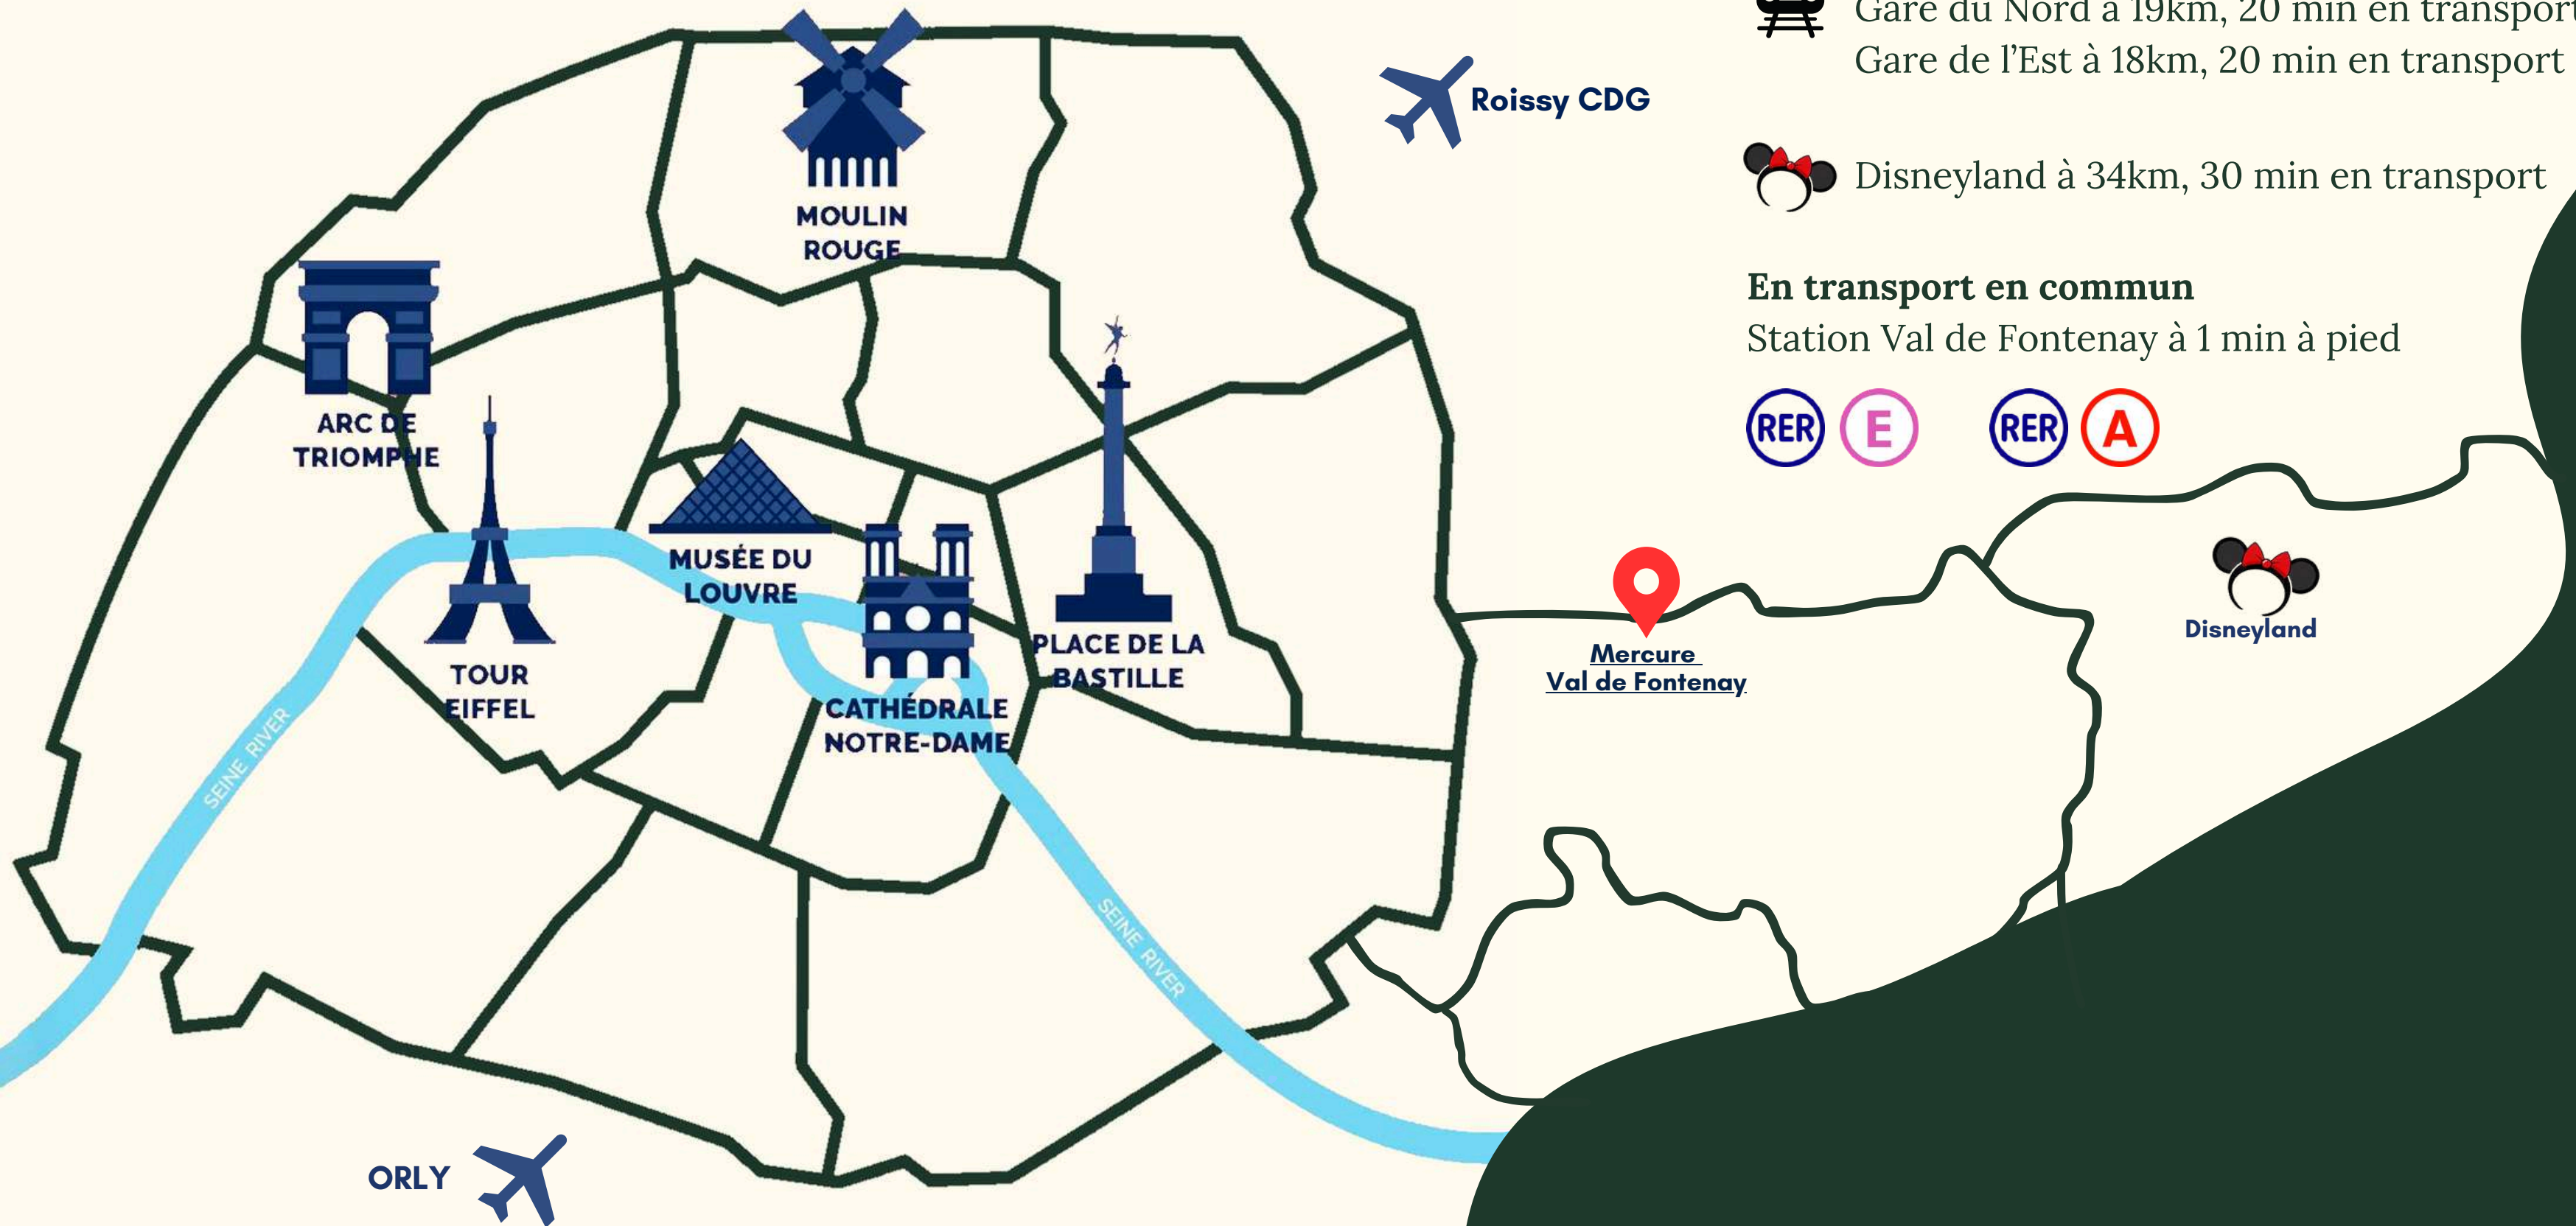 Gare du Nord à 19km, 20 min en transport
Gare de l'Est à 18km, 20 min en transport
Roissy CDG
Disneyland à 34km, 30 min en transport
MOULIN
ROUGE
En transport en commun
Station Val de Fontenay à 1 min à pied
RER E RER A
ARC DE
TRIOMPHE
MUSÉE DU
LOUVRE
PLACE DE LA
BASTILLE
TOUR
EIFFEL
CATHÉDRALE
NOTRE-DAME
Mercure
Val de Fontenay
Disneyland
SEINE RIVER
SEINE RIVER
ORLY